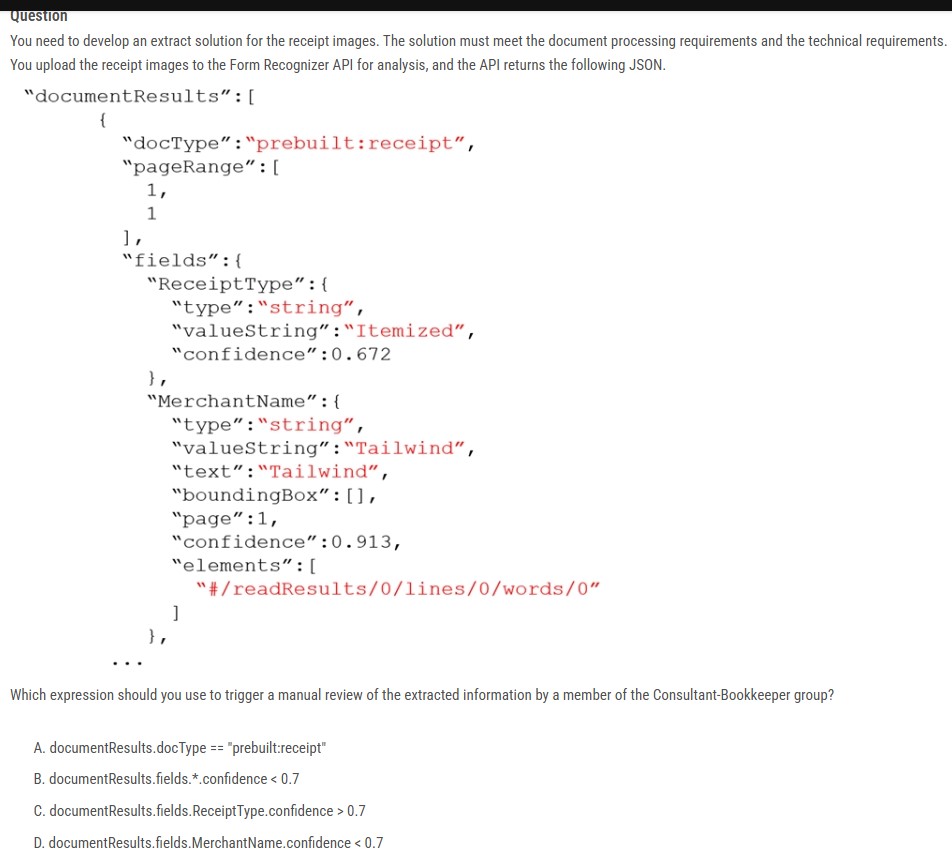 Question
You need to develop an extract solution for the receipt images. The solution must meet the document processing requirements and the technical requirements.
You upload the receipt images to the Form Recognizer API for analysis, and the API returns the following JSON.
“documentResults”:[
{
“docType”:“prebuilt:receipt”,
“pageRange”:[
1,
1
],
“fields”:{
“ReceiptType”:{
“type”:“string”,
“valueString”:“Itemized”,
“confidence”:0.672
},
“MerchantName”:{
“type”:“string”,
“valueString”:“Tailwind”,
“text”:“Tailwind”,
“boundingBox”:[],
“page”:1,
“confidence”:0.913,
“elements”:[
“#/readResults/0/lines/0/words/0”
]
},
...
Which expression should you use to trigger a manual review of the extracted information by a member of the Consultant-Bookkeeper group?
A. documentResults.docType == "prebuilt:receipt"
B. documentResults.fields.*.confidence < 0.7
C. documentResults.fields.ReceiptType.confidence > 0.7
D. documentResults.fields.MerchantName.confidence < 0.7